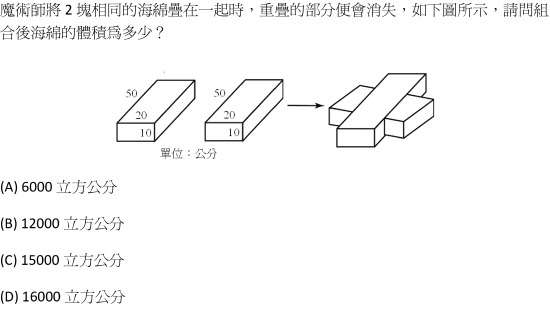 魔術師將 2 塊相同的海綿疊在一起時，重疊的部分便會消失，如下圖所示，請問組
合後海綿的體積為多少？
50 50
20 20
10 10
單位：公分
(A) 6000 立方公分
(B) 12000 立方公分
(C) 15000 立方公分
(D) 16000 立方公分